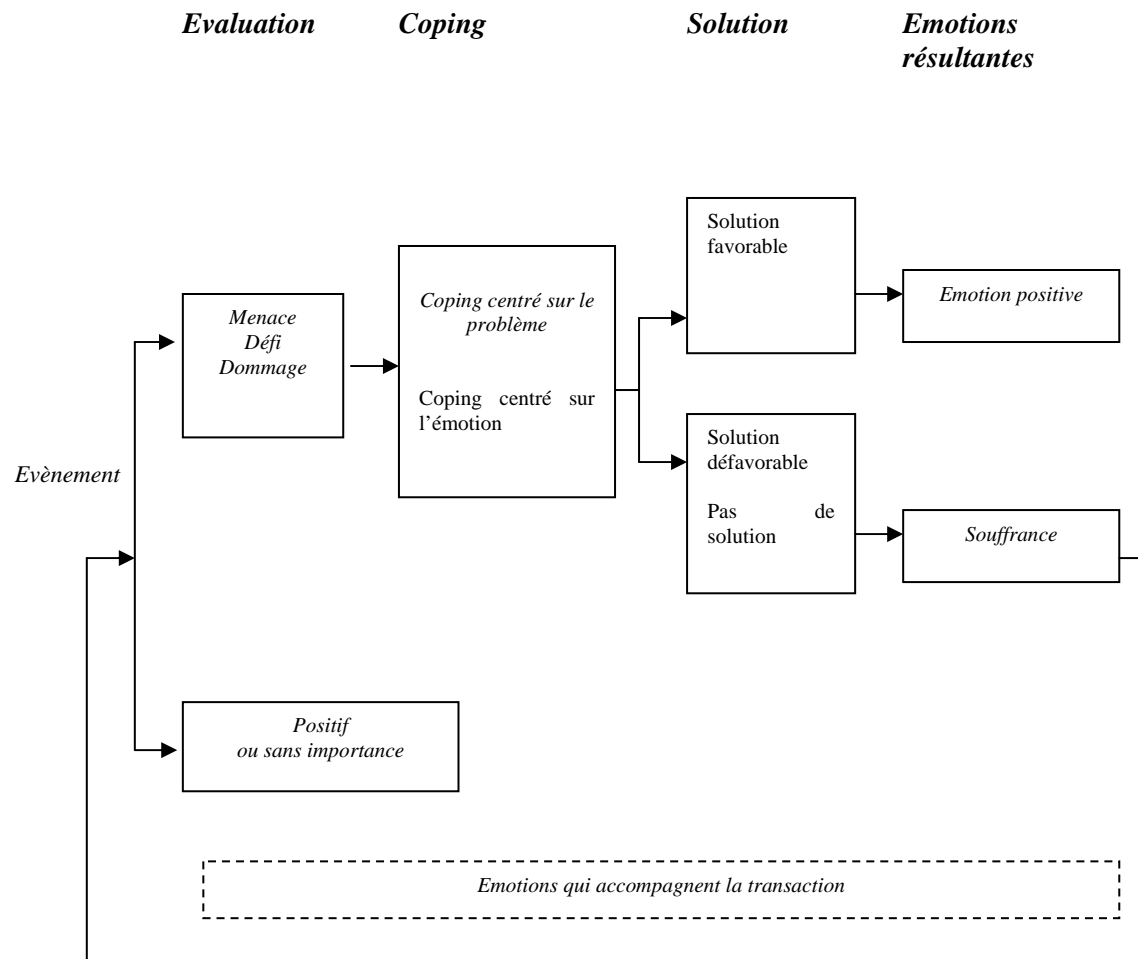 Evaluation
Coping
Solution
Emotions
résultantes
Solution
favorable
Coping centré sur le
problème
Coping centré sur
l’émotion
Emotion positive
Menace
Défi
Dommage
Solution
défavorable
Pas de
solution
Evènement
Souffrance
Positif
ou sans importance
Emotions qui accompagnent la transaction